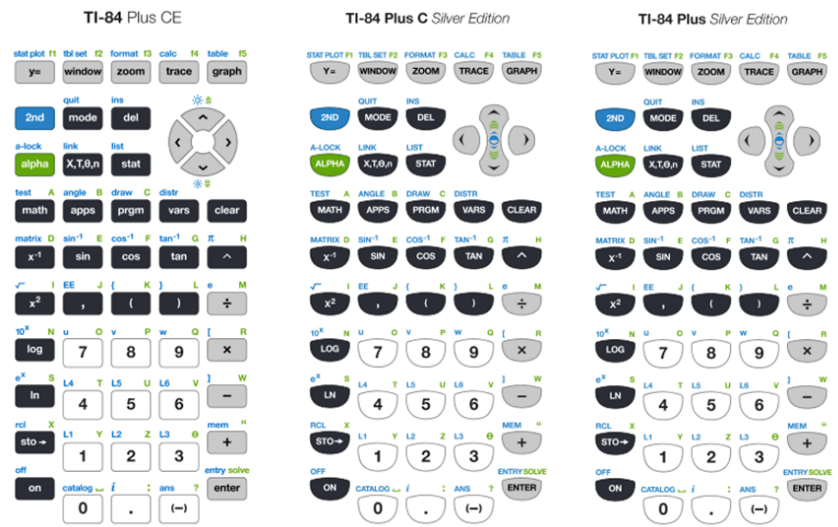 TI-84 Plus CE
stat plot f1 tbl set f2 format f3 calc f4 table f5
y= window zoom trace graph
quit ins
2nd mode del
a-lock link list
alpha X,T,θ,n stat
test A angle B draw C distr
math apps prgm vars clear
matrix D sin⁻¹ E cos⁻¹ F tan⁻¹ G π H
x⁻¹ sin cos tan ^
√ I EE J { K } L e M
x² , ( ) ÷
10ˣ N u O v P w Q [ R
log 7 8 9 ×
eˣ S L4 T L5 U L6 V ] W
ln 4 5 6 −
rcl X L1 Y L2 Z L3 θ mem "
sto→ 1 2 3 +
off catalog ⎵ i : ans ? entry solve
on 0 . (−) enter
TI-84 Plus C Silver Edition
STAT PLOT F1 TBL SET F2 FORMAT F3 CALC F4 TABLE F5
Y= WINDOW ZOOM TRACE GRAPH
QUIT INS
2ND MODE DEL
A-LOCK LINK LIST
ALPHA X,T,θ,n STAT
TEST A ANGLE B DRAW C DISTR
MATH APPS PRGM VARS CLEAR
MATRIX D SIN⁻¹ E COS⁻¹ F TAN⁻¹ G π H
X⁻¹ SIN COS TAN ^
√ I EE J { K } L e M
x² , ( ) ÷
10ˣ N u O v P w Q [ R
LOG 7 8 9 ×
eˣ S L4 T L5 U L6 V ] W
LN 4 5 6 −
RCL X L1 Y L2 Z L3 θ MEM "
STO→ 1 2 3 +
OFF CATALOG ⎵ i : ANS ? ENTRY SOLVE
ON 0 . (−) ENTER
TI-84 Plus Silver Edition
STAT PLOT F1 TBL SET F2 FORMAT F3 CALC F4 TABLE F5
Y= WINDOW ZOOM TRACE GRAPH
QUIT INS
2ND MODE DEL
A-LOCK LINK LIST
ALPHA X,T,θ,n STAT
TEST A ANGLE B DRAW C DISTR
MATH APPS PRGM VARS CLEAR
MATRIX D SIN⁻¹ E COS⁻¹ F TAN⁻¹ G π H
X⁻¹ SIN COS TAN ^
√ I EE J { K } L e M
x² , ( ) ÷
10ˣ N u O v P w Q [ R
LOG 7 8 9 ×
eˣ S L4 T L5 U L6 V ] W
LN 4 5 6 −
RCL X L1 Y L2 Z L3 θ MEM "
STO→ 1 2 3 +
OFF CATALOG ⎵ i : ANS ? ENTRY SOLVE
ON 0 . (−) ENTER